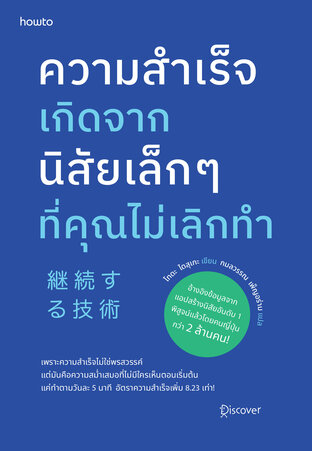 howto
ความสำเร็จ
เกิดจาก
นิสัยเล็กๆ
ที่คุณไม่เลิกทำ
継続す
る技術
โทดะ โดสุเกะ เขียน กมลวรรณ เพ็ญอร่าม แปล
อ้างอิงข้อมูลจาก
แอปสร้างนิสัยอันดับ 1
พิสูจน์แล้วโดยคนญี่ปุ่น
กว่า 2 ล้านคน!
เพราะความสำเร็จไม่ใช่พรสวรรค์
แต่มันคือความสม่ำเสมอที่ไม่มีใครเห็นตอนเริ่มต้น
แค่ทำตามวันละ 5 นาที อัตราความสำเร็จเพิ่ม 8.23 เท่า!
Discover